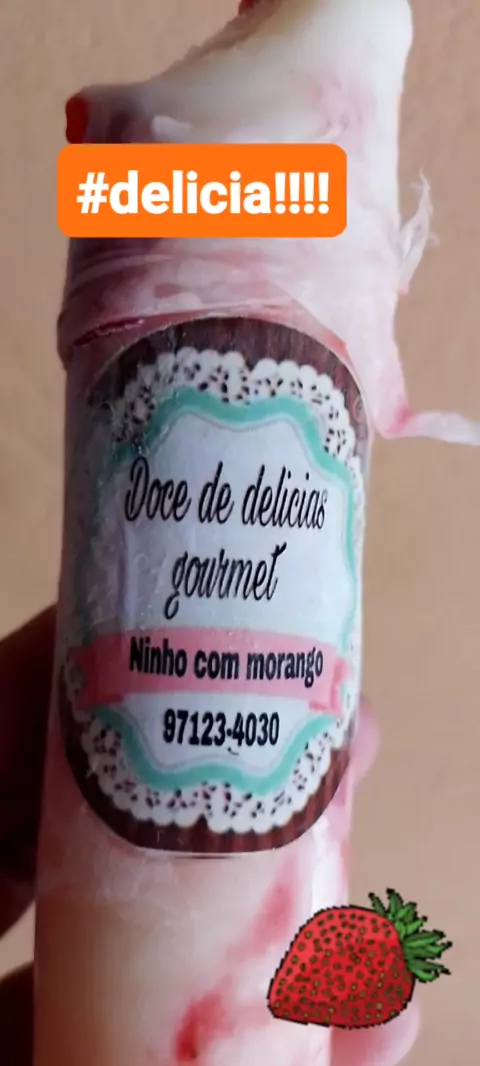 #delicia!!!!
Doce de delicias
gourmet
Ninho com morango
97123-4030